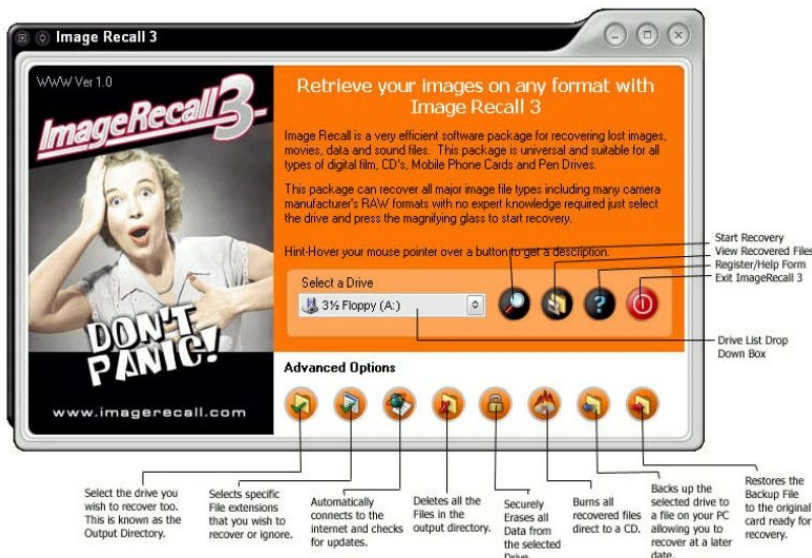 Image Recall 3
WWW Ver 1.0
ImageRecall3
DON'T
PANIC!
www.imagerecall.com
Retrieve your images on any format with
Image Recall 3
Image Recall is a very efficient software package for recovering lost images,
movies, data and sound files. This package is universal and suitable for all
types of digital film, CD's, Mobile Phone Cards and Pen Drives.
This package can recover all major image file types including many camera
manufacturer's RAW formats with no expert knowledge required just select
the drive and press the magnifying glass to start recovery.
Hint-Hover your mouse pointer over a button to get a description.
Select a Drive
3½ Floppy (A:)
?
Start Recovery
View Recovered Files
Register/Help Form
Exit ImageRecall 3
Drive List Drop
Down Box
Advanced Options
Select the drive you
wish to recover too.
This is known as the
Output Directory.
Selects specific
File extensions
that you wish to
recover or ignore.
Automatically
connects to the
internet and checks
for updates.
Deletes all the
Files in the
output directory.
Securely
Erases all
Data from
the selected
Drive
Burns all
recovered files
direct to a CD.
Backs up the
selected drive to
a file on your PC
allowing you to
recover at a later
date.
Restores the
Backup File
to the original
card ready for
recovery.